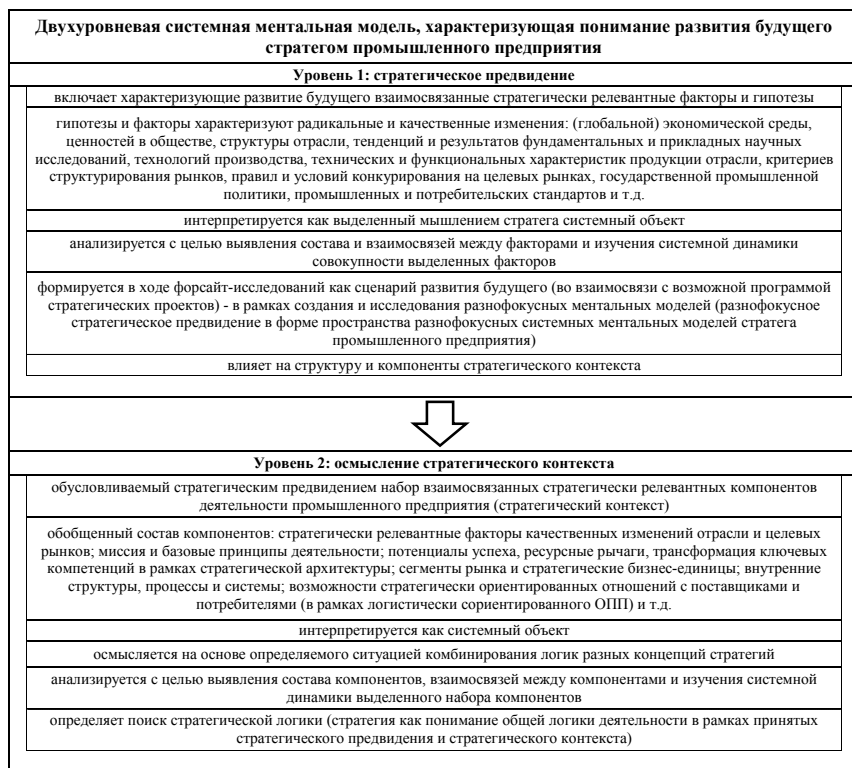 Двухуровневая системная ментальная модель, характеризующая понимание развития будущего
стратегом промышленного предприятия
Уровень 1: стратегическое предвидение
включает характеризующие развитие будущего взаимосвязанные стратегически релевантные факторы и гипотезы
гипотезы и факторы характеризуют радикальные и качественные изменения: (глобальной) экономической среды,
ценностей в обществе, структуры отрасли, тенденций и результатов фундаментальных и прикладных научных
исследований, технологий производства, технических и функциональных характеристик продукции отрасли, критериев
структурирования рынков, правил и условий конкурирования на целевых рынках, государственной промышленной
политики, промышленных и потребительских стандартов и т.д.
интерпретируется как выделенный мышлением стратега системный объект
анализируется с целью выявления состава и взаимосвязей между факторами и изучения системной динамики
совокупности выделенных факторов
формируется в ходе форсайт-исследований как сценарий развития будущего (во взаимосвязи с возможной программой
стратегических проектов) - в рамках создания и исследования разнофокусных ментальных моделей (разнофокусное
стратегическое предвидение в форме пространства разнофокусных системных ментальных моделей стратега
промышленного предприятия)
влияет на структуру и компоненты стратегического контекста
Уровень 2: осмысление стратегического контекста
обусловливаемый стратегическим предвидением набор взаимосвязанных стратегически релевантных компонентов
деятельности промышленного предприятия (стратегический контекст)
обобщенный состав компонентов: стратегически релевантные факторы качественных изменений отрасли и целевых
рынков; миссия и базовые принципы деятельности; потенциалы успеха, ресурсные рычаги, трансформация ключевых
компетенций в рамках стратегической архитектуры; сегменты рынка и стратегические бизнес-единицы; внутренние
структуры, процессы и системы; возможности стратегически ориентированных отношений с поставщиками и
потребителями (в рамках логистически сориентированного ОПП) и т.д.
интерпретируется как системный объект
осмысляется на основе определяемого ситуацией комбинирования логик разных концепций стратегий
анализируется с целью выявления состава компонентов, взаимосвязей между компонентами и изучения системной
динамики выделенного набора компонентов
определяет поиск стратегической логики (стратегия как понимание общей логики деятельности в рамках принятых
стратегического предвидения и стратегического контекста)